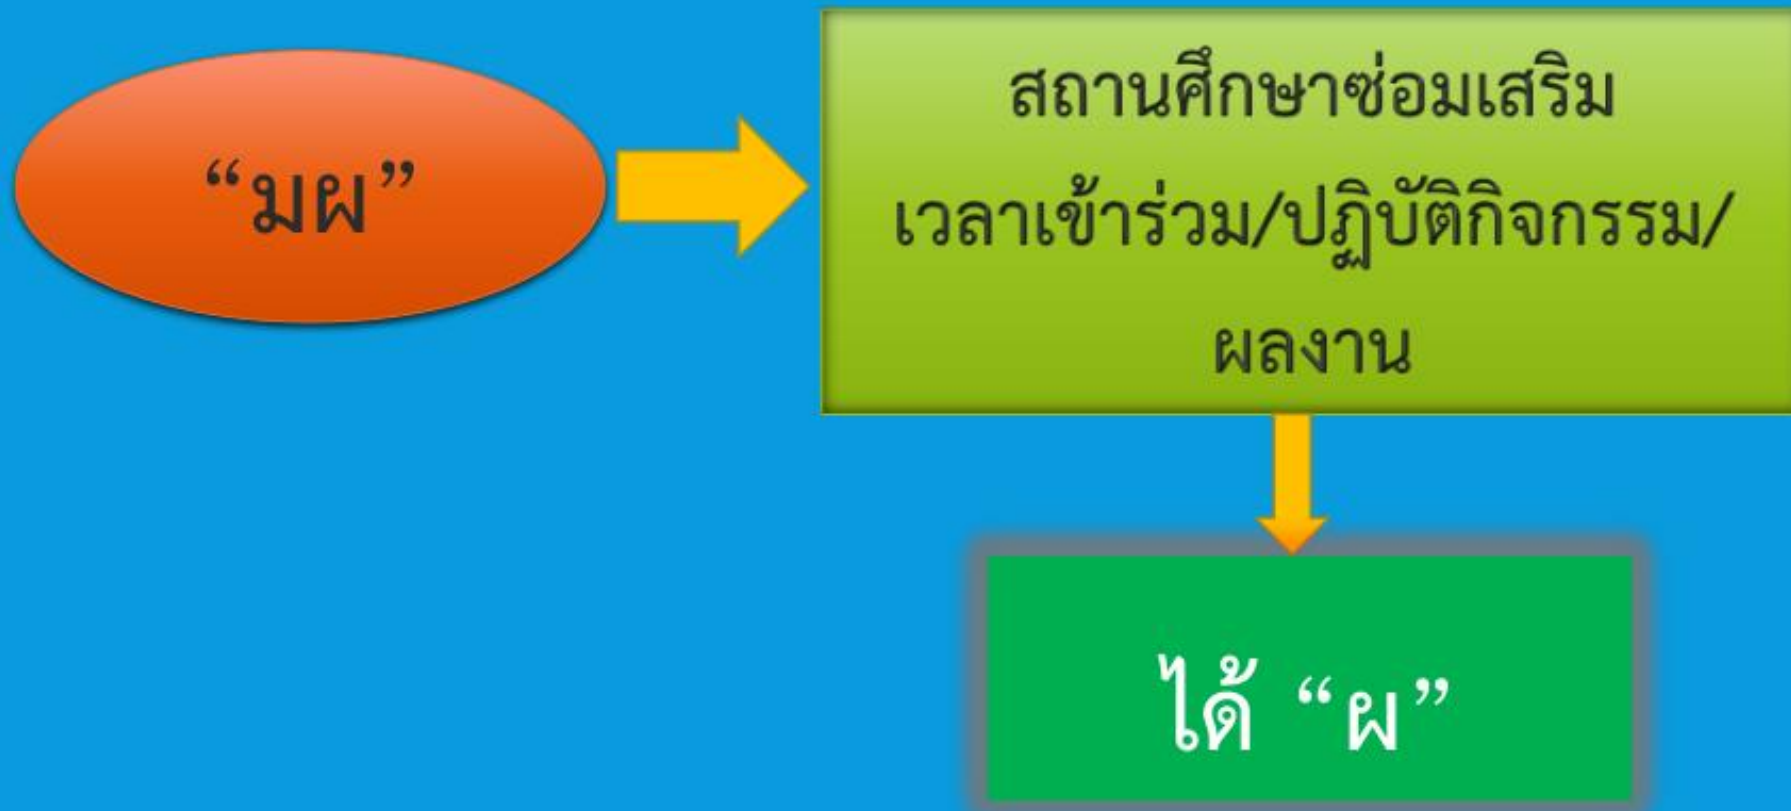 “มผ”
สถานศึกษาซ่อมเสริม
เวลาเข้าร่วม/ปฏิบัติกิจกรรม/
ผลงาน
ได้ “ผ”